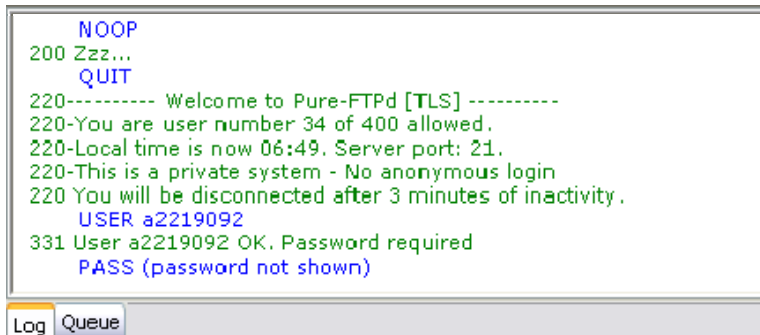 NOOP
200 Zzz...
QUIT
220---------- Welcome to Pure-FTPd [TLS] ----------
220-You are user number 34 of 400 allowed.
220-Local time is now 06:49. Server port: 21.
220-This is a private system - No anonymous login
220 You will be disconnected after 3 minutes of inactivity.
USER a2219092
331 User a2219092 OK. Password required
PASS (password not shown)
Log Queue